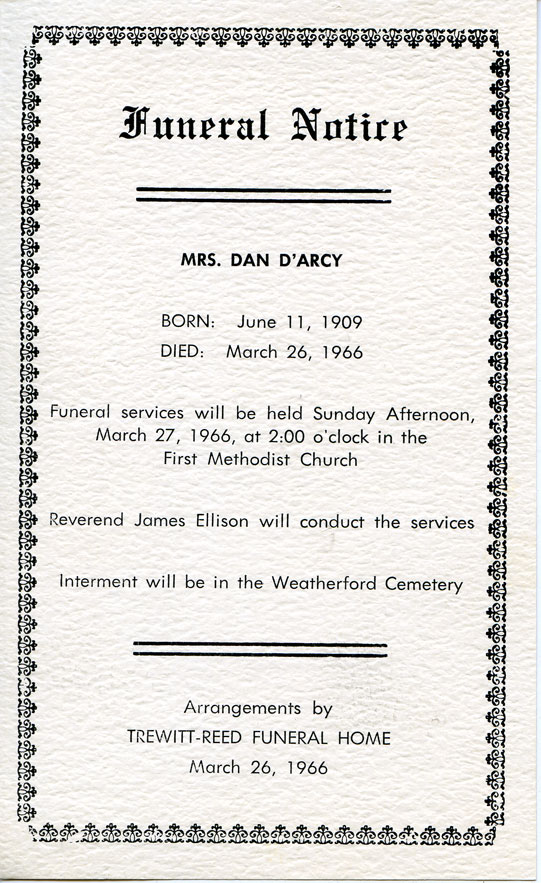 Funeral Notice
MRS. DAN D'ARCY
BORN: June 11, 1909
DIED: March 26, 1966
Funeral services will be held Sunday Afternoon,
March 27, 1966, at 2:00 o'clock in the
First Methodist Church
Reverend James Ellison will conduct the services
Interment will be in the Weatherford Cemetery
Arrangements by
TREWITT-REED FUNERAL HOME
March 26, 1966